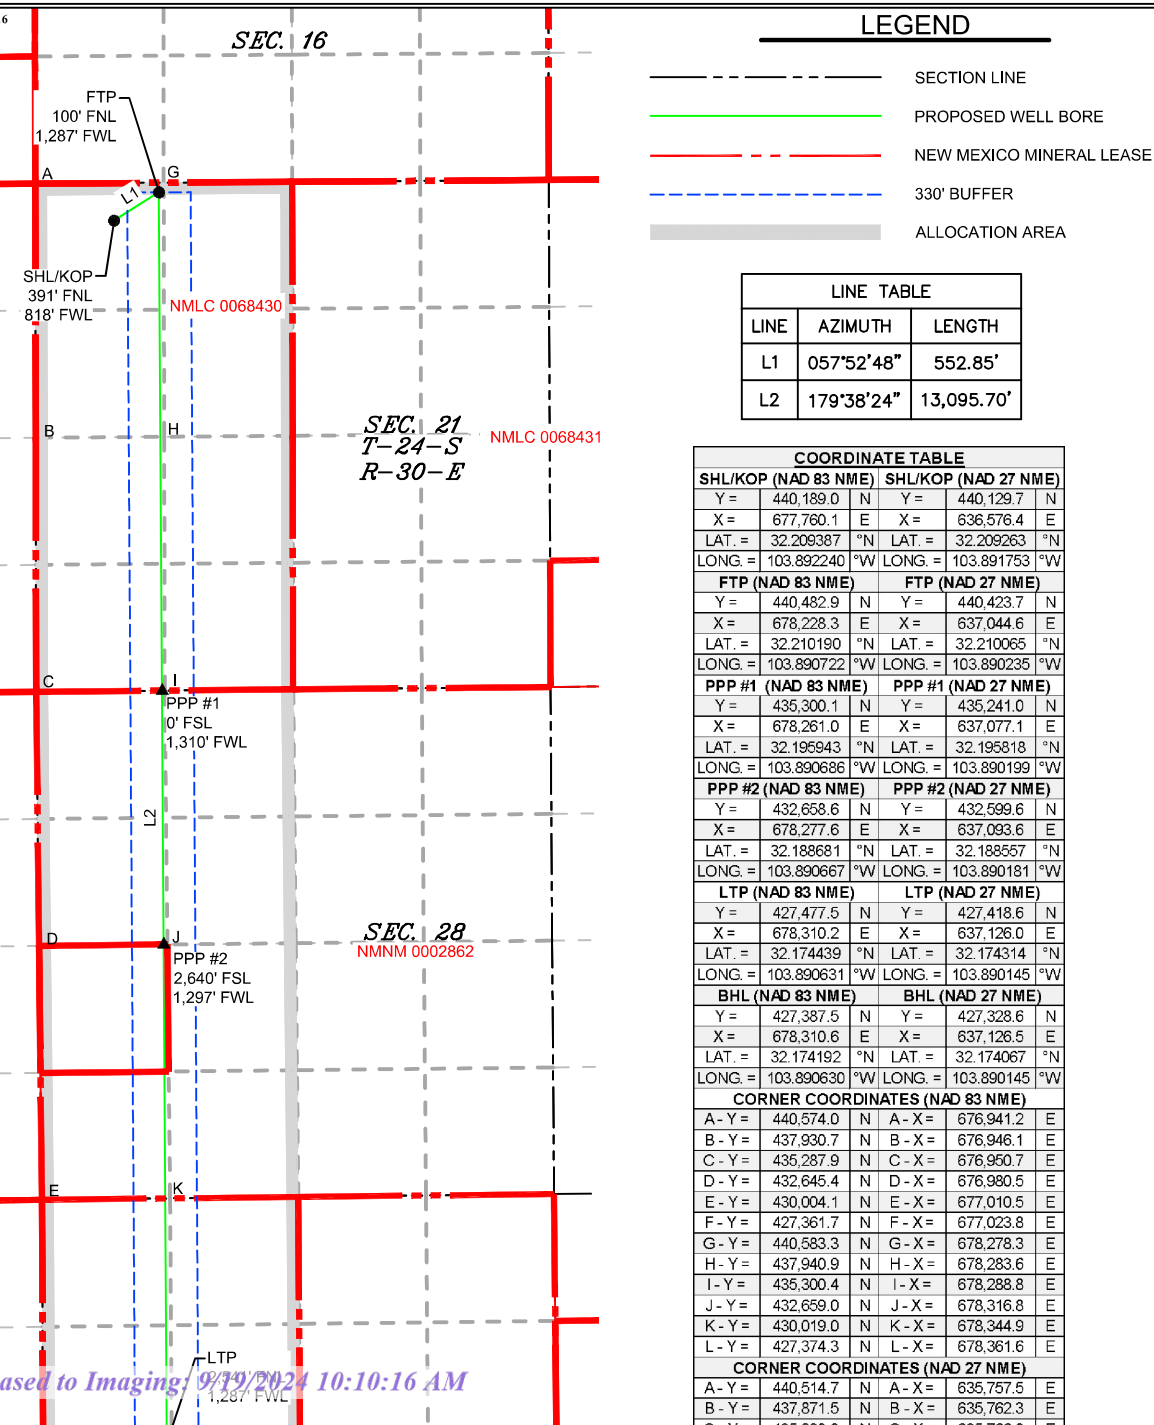 6
SEC. 16
FTP
100' FNL
1,287' FWL
A
G
L1
SHL/KOP
391' FNL
818' FWL
NMLC 0068430
B
H
SEC. 21
T-24-S
R-30-E
NMLC 0068431
C
I
PPP #1
0' FSL
1,310' FWL
L2
D
J
SEC. 28
NMNM 0002862
PPP #2
2,640' FSL
1,297' FWL
E
K
LTP
1,287' FWL
ased to Imaging: 9/19/2024 10:10:16 AM
LEGEND
SECTION LINE
PROPOSED WELL BORE
NEW MEXICO MINERAL LEASE
330' BUFFER
ALLOCATION AREA
LINE TABLE
LINE AZIMUTH LENGTH
L1 057°52'48" 552.85'
L2 179°38'24" 13,095.70'
COORDINATE TABLE
SHL/KOP (NAD 83 NME) SHL/KOP (NAD 27 NME)
Y = 440,189.0 N Y = 440,129.7 N
X = 677,760.1 E X = 636,576.4 E
LAT. = 32.209387 °N LAT. = 32.209263 °N
LONG. = 103.892240 °W LONG. = 103.891753 °W
FTP (NAD 83 NME) FTP (NAD 27 NME)
Y = 440,482.9 N Y = 440,423.7 N
X = 678,228.3 E X = 637,044.6 E
LAT. = 32.210190 °N LAT. = 32.210065 °N
LONG. = 103.890722 °W LONG. = 103.890235 °W
PPP #1 (NAD 83 NME) PPP #1 (NAD 27 NME)
Y = 435,300.1 N Y = 435,241.0 N
X = 678,261.0 E X = 637,077.1 E
LAT. = 32.195943 °N LAT. = 32.195818 °N
LONG. = 103.890686 °W LONG. = 103.890199 °W
PPP #2 (NAD 83 NME) PPP #2 (NAD 27 NME)
Y = 432,658.6 N Y = 432,599.6 N
X = 678,277.6 E X = 637,093.6 E
LAT. = 32.188681 °N LAT. = 32.188557 °N
LONG. = 103.890667 °W LONG. = 103.890181 °W
LTP (NAD 83 NME) LTP (NAD 27 NME)
Y = 427,477.5 N Y = 427,418.6 N
X = 678,310.2 E X = 637,126.0 E
LAT. = 32.174439 °N LAT. = 32.174314 °N
LONG. = 103.890631 °W LONG. = 103.890145 °W
BHL (NAD 83 NME) BHL (NAD 27 NME)
Y = 427,387.5 N Y = 427,328.6 N
X = 678,310.6 E X = 637,126.5 E
LAT. = 32.174192 °N LAT. = 32.174067 °N
LONG. = 103.890630 °W LONG. = 103.890145 °W
CORNER COORDINATES (NAD 83 NME)
A - Y = 440,574.0 N A - X = 676,941.2 E
B - Y = 437,930.7 N B - X = 676,946.1 E
C - Y = 435,287.9 N C - X = 676,950.7 E
D - Y = 432,645.4 N D - X = 676,980.5 E
E - Y = 430,004.1 N E - X = 677,010.5 E
F - Y = 427,361.7 N F - X = 677,023.8 E
G - Y = 440,583.3 N G - X = 678,278.3 E
H - Y = 437,940.9 N H - X = 678,283.6 E
I - Y = 435,300.4 N I - X = 678,288.8 E
J - Y = 432,659.0 N J - X = 678,316.8 E
K - Y = 430,019.0 N K - X = 678,344.9 E
L - Y = 427,374.3 N L - X = 678,361.6 E
CORNER COORDINATES (NAD 27 NME)
A - Y = 440,514.7 N A - X = 635,757.5 E
B - Y = 437,871.5 N B - X = 635,762.3 E